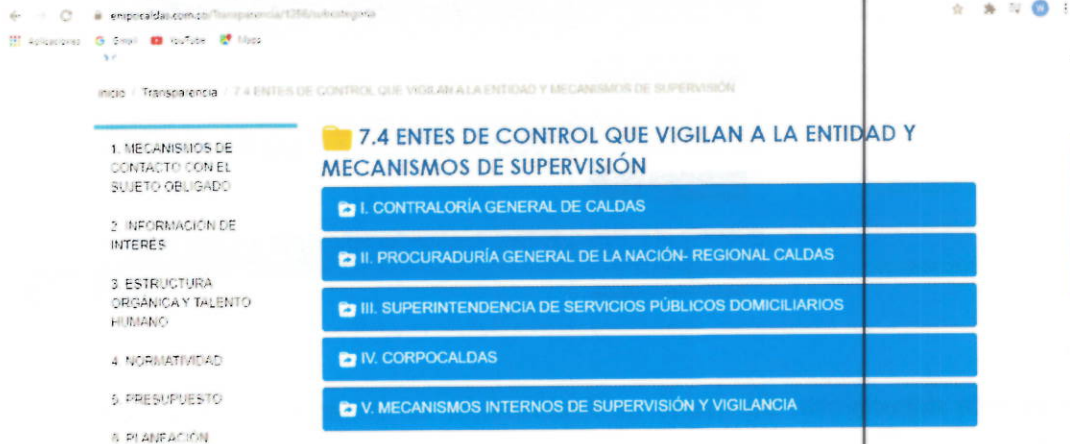 empocaldas.com.co/Transparencia/1256/subcategoria
Aplicaciones Gmail YouTube Maps
W
Inicio / Transparencia / 7.4 ENTES DE CONTROL QUE VIGILAN A LA ENTIDAD Y MECANISMOS DE SUPERVISIÓN
1. MECANISMOS DE
CONTACTO CON EL
SUJETO OBLIGADO
2. INFORMACIÓN DE
INTERÉS
3. ESTRUCTURA
ORGÁNICA Y TALENTO
HUMANO
4. NORMATIVIDAD
5. PRESUPUESTO
6. PLANEACIÓN
7.4 ENTES DE CONTROL QUE VIGILAN A LA ENTIDAD Y
MECANISMOS DE SUPERVISIÓN
I. CONTRALORÍA GENERAL DE CALDAS
II. PROCURADURÍA GENERAL DE LA NACIÓN- REGIONAL CALDAS
III. SUPERINTENDENCIA DE SERVICIOS PÚBLICOS DOMICILIARIOS
IV. CORPOCALDAS
V. MECANISMOS INTERNOS DE SUPERVISIÓN Y VIGILANCIA